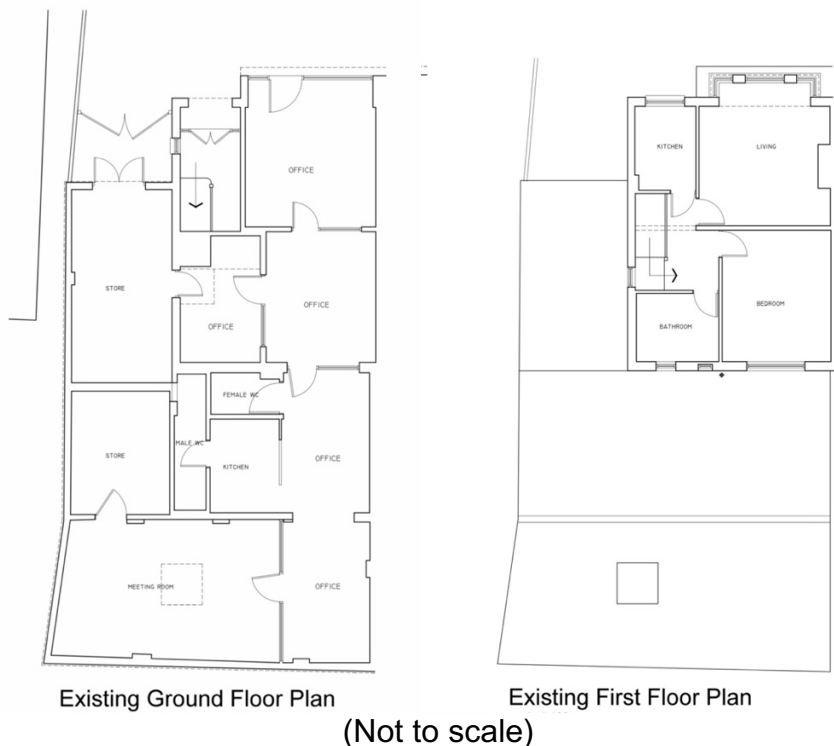 OFFICE
STORE
OFFICE
OFFICE
FEMALE WC
MALE WC
KITCHEN
OFFICE
STORE
MEETING ROOM
OFFICE
Existing Ground Floor Plan
KITCHEN
LIVING
BEDROOM
BATHROOM
Existing First Floor Plan
(Not to scale)